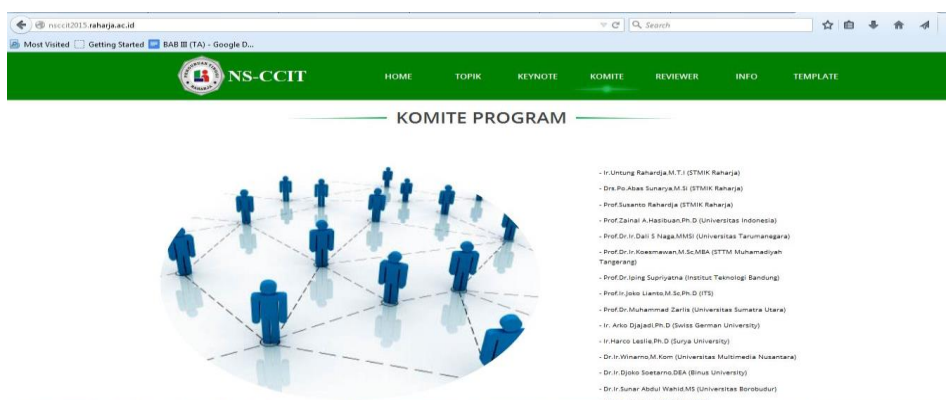 nsccit2015.raharja.ac.id
Search
Most Visited Getting Started BAB III (TA) - Google D...
NS-CCIT
HOME TOPIK KEYNOTE KOMITE REVIEWER INFO TEMPLATE
KOMITE PROGRAM
- Ir.Untung Rahardja,M.T.I (STMIK Raharja)
- Drs.Po.Abas Sunarya,M.Si (STMIK Raharja)
- Prof.Susanto Rahardja (STMIK Raharja)
- Prof.Zainal A.Hasibuan,Ph.D (Universitas Indonesia)
- Prof.Dr.Ir.Dali S Naga,MMSI (Universitas Tarumanegara)
- Prof.Dr.Ir.Koesmawan,M.Sc,MBA (STTM Muhamadiyah
Tangerang)
- Prof.Dr.Iping Supriyatna (Institut Teknologi Bandung)
- Prof.Ir.Joko Lianto,M.Sc,Ph.D (ITS)
- Prof.Dr.Muhammad Zarlis (Universitas Sumatra Utara)
- Ir. Arko Djajadi,Ph.D (Swiss German University)
- Ir.Harco Leslie,Ph.D (Surya University)
- Dr.Ir.Winarno,M.Kom (Universitas Multimedia Nusantara)
- Dr.Ir.Djoko Soetarno,DEA (Binus University)
- Dr.Ir.Sunar Abdul Wahid,MS (Universitas Borobudur)